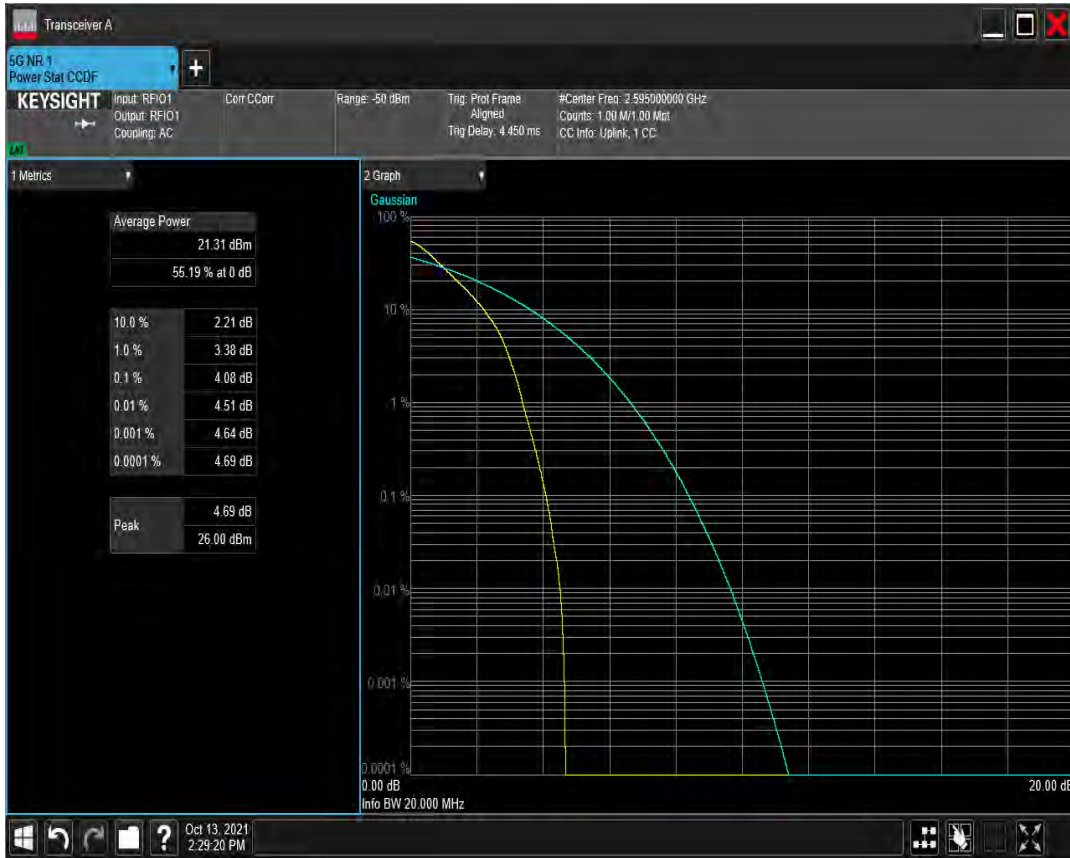 Transceiver A
5G NR 1
Power Stat CCDF
+
KEYSIGHT
Input: RFIO1
Output: RFIO1
Coupling: AC
Corr CCorr
Range: -50 dBm
Trig: Prot Frame
Aligned
Trig Delay: 4.450 ms
#Center Freq: 2.595000000 GHz
Counts: 1.00 M/1.00 Mpt
CC Info: Uplink, 1 CC
1 Metrics
Average Power
21.31 dBm
55.19 % at 0 dB
10.0 % 2.21 dB
1.0 % 3.38 dB
0.1 % 4.08 dB
0.01 % 4.51 dB
0.001 % 4.64 dB
0.0001 % 4.69 dB
Peak
4.69 dB
26.00 dBm
2 Graph
Gaussian
100 %
10 %
1 %
0.1 %
0.01 %
0.001 %
0.0001 %
0.00 dB
20.00 dB
Info BW 20.000 MHz
?
Oct 13, 2021
2:29:20 PM